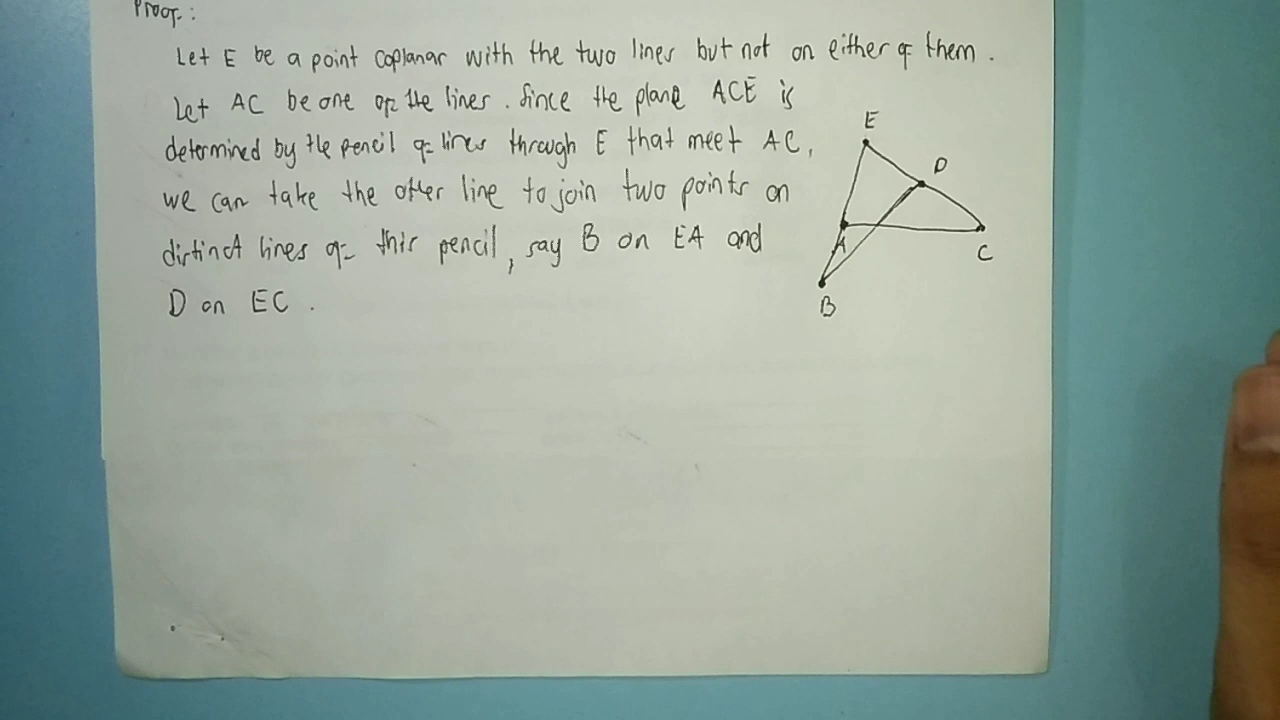 Proof:
Let E be a point coplanar with the two lines but not on either of them.
Let AC be one of the lines. Since the plane ACE is
determined by the pencil of lines through E that meet AC,
we can take the other line to join two points on
distinct lines of this pencil, say B on EA and
D on EC.
E
D
A
C
B